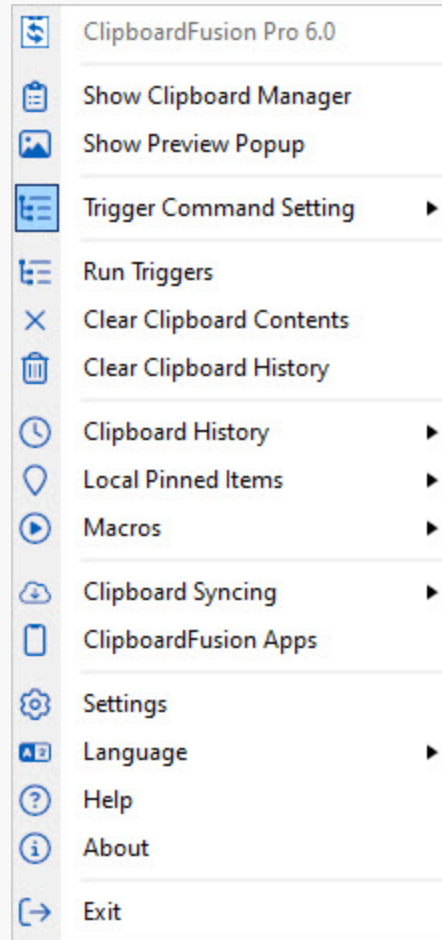 ClipboardFusion Pro 6.0
Show Clipboard Manager
Show Preview Popup
Trigger Command Setting
Run Triggers
Clear Clipboard Contents
Clear Clipboard History
Clipboard History
Local Pinned Items
Macros
Clipboard Syncing
ClipboardFusion Apps
Settings
Language
Help
About
Exit